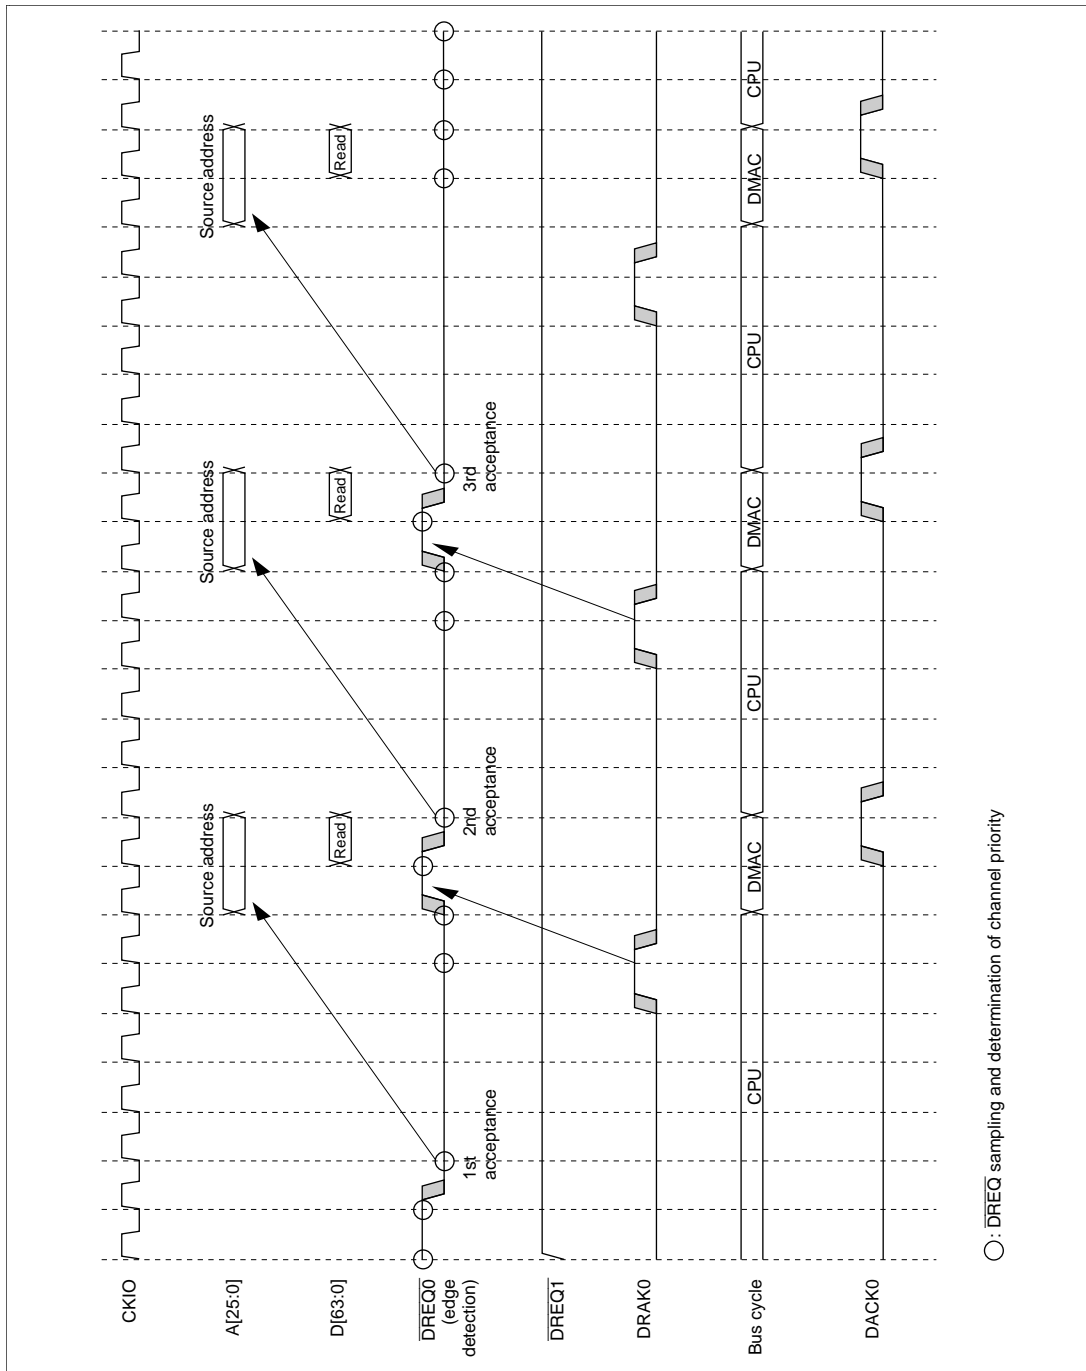 CKIO
A[25:0]
Source address
Source address
Source address
D[63:0]
Read
Read
Read
DREQ0
(edge
detection)
1st
acceptance
2nd
acceptance
3rd
acceptance
DREQ1
DRAK0
Bus cycle
CPU
DMAC
CPU
DMAC
CPU
DMAC
CPU
DACK0
: DREQ sampling and determination of channel priority